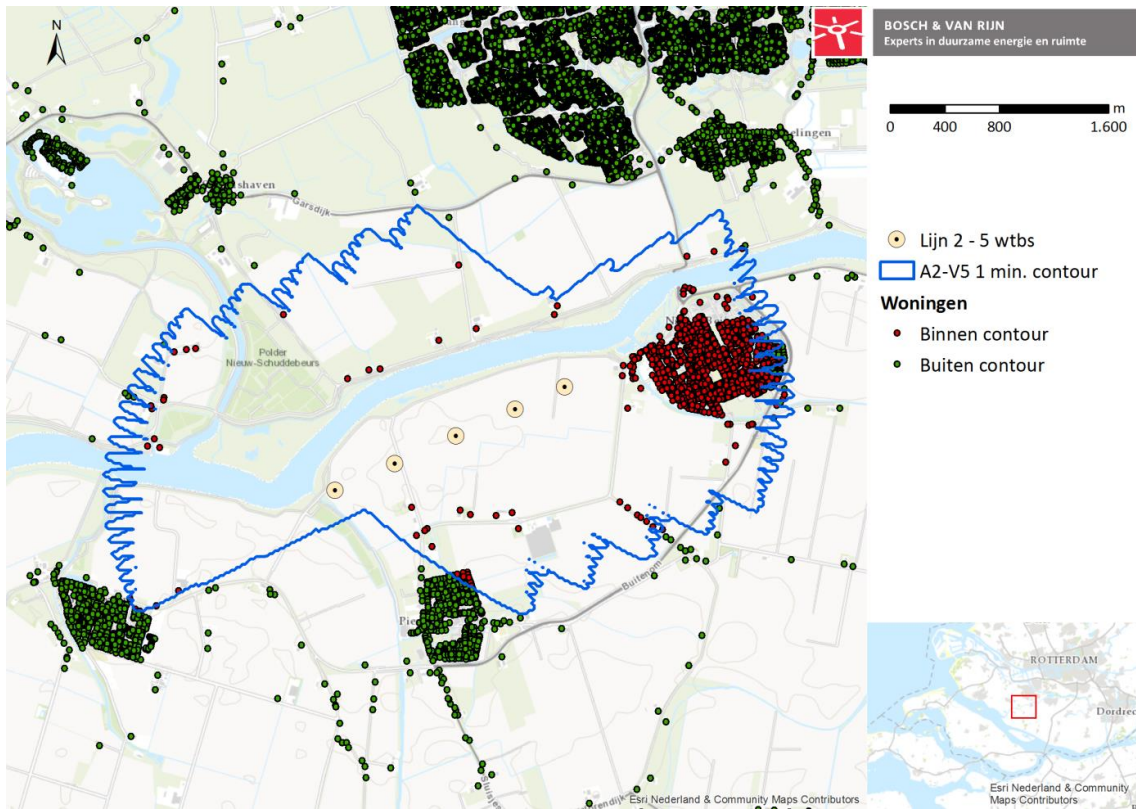 N
BOSCH & VAN RIJN
Experts in duurzame energie en ruimte
m
0 400 800 1.600
Lijn 2 - 5 wtbs
A2-V5 1 min. contour
Woningen
Binnen contour
Buiten contour
Garsdijk
Polder
Nieuw-Schuddebeurs
Buitenom
Esri Nederland & Community Maps Contributors
ROTTERDAM
Dordrec
Esri Nederland & Community
Maps Contributors